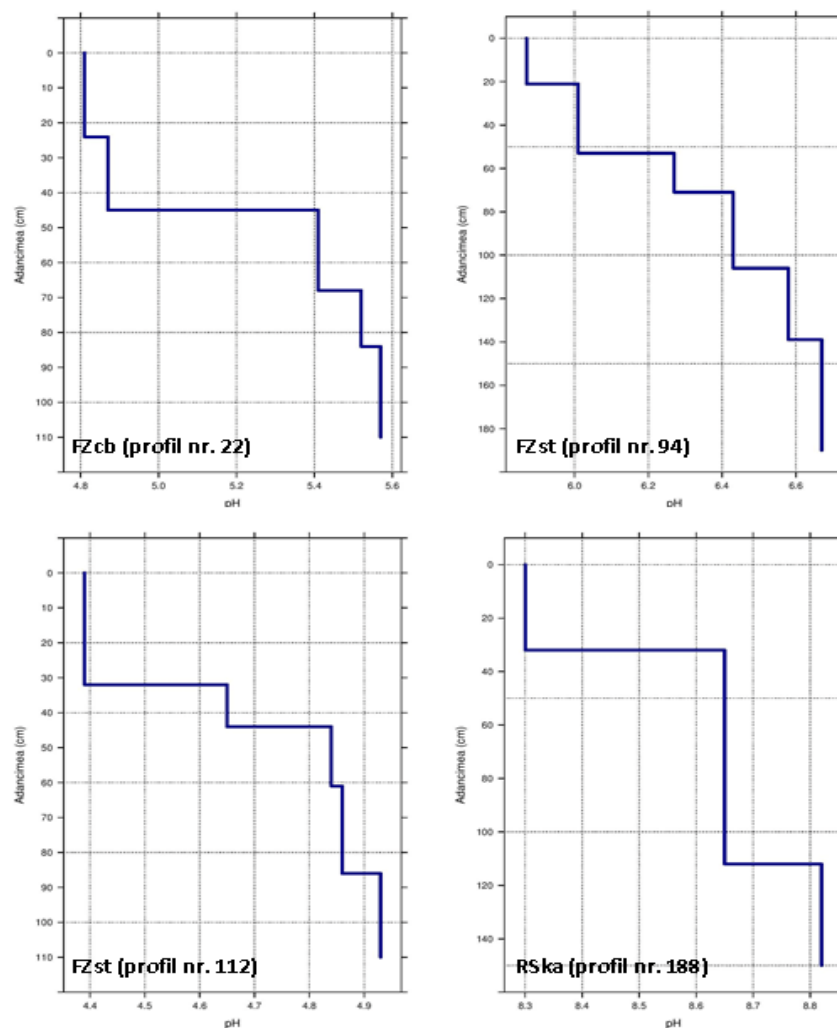 0
10
20
30
40
50
60
70
80
90
100
110
Adancimea (cm)
FZcb (profil nr. 22)
4.8 5.0 5.2 5.4 5.6
pH
0
20
40
60
80
100
120
140
160
180
Adancimea (cm)
FZst (profil nr. 94)
6.0 6.2 6.4 6.6
pH
0
10
20
30
40
50
60
70
80
90
100
110
Adancimea (cm)
FZst (profil nr. 112)
4.4 4.5 4.6 4.7 4.8 4.9
pH
0
20
40
60
80
100
120
140
Adancimea (cm)
RSka (profil nr. 188)
8.3 8.4 8.5 8.6 8.7 8.8
pH